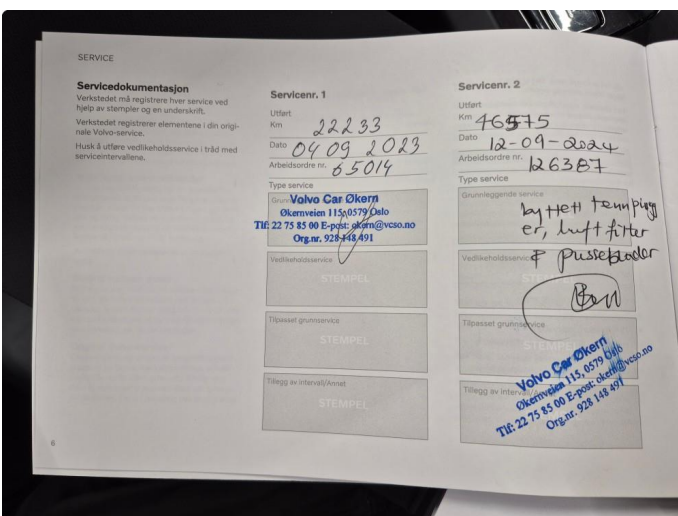 SERVICE
Servicedokumentasjon
Verkstedet må registrere hver service ved
hjelp av stempler og en underskrift.
Verkstedet registrerer elementene i din origi-
nale Volvo-service.
Husk å utføre vedlikeholdsservice i tråd med
serviceintervallene.
Servicenr. 1
Utført
Km 22233
Dato 04 09 2023
Arbeidsordre nr. 65014
Type service
Volvo Car Økern
Økernveien 115, 0579 Oslo
Tlf: 22 75 85 00 E-post: okern@vcso.no
Org.nr. 928 148 491
Vedlikeholdsservice
STEMPEL
Tilpasset grunnservice
STEMPEL
Tillegg av intervall/Annet
STEMPEL
Servicenr. 2
Utført
Km 46575
Dato 12-09-2024
Arbeidsordre nr. 126387
Type service
Grunnleggende service
byttett tennplugg
er, luft filter
Vedlikeholdsservice
& pusseblader
Tilpasset grunnservice
STEMPEL
Tillegg av intervall/Annet
Volvo Car Økern
Økernveien 115, 0579 Oslo
Tlf: 22 75 85 00 E-post: okern@vcso.no
Org.nr. 928 148 491
6